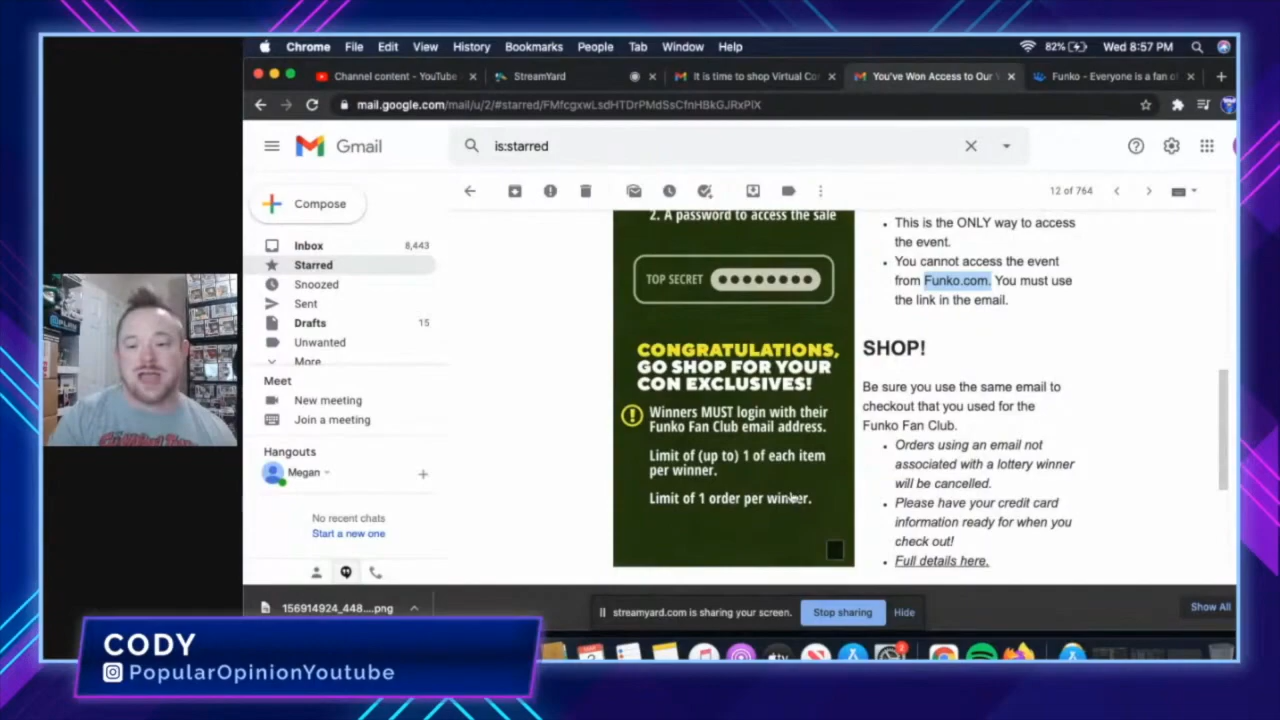 Chrome File Edit View History Bookmarks People Tab Window Help
82% Wed 8:57 PM
Channel content - YouTube
StreamYard
It is time to shop Virtual Co
You've Won Access to Our V
Funko - Everyone is a fan o
mail.google.com/mail/u/2/#starred/FMfcgxwLsdHTDrPMdSsCfnHBkGJRxPlX
Gmail
is:starred
Compose
12 of 764
Inbox 8,443
Starred
Snoozed
Sent
Drafts 15
Unwanted
More
Meet
New meeting
Join a meeting
Hangouts
Megan
No recent chats
Start a new one
2. A password to access the sale
TOP SECRET
CONGRATULATIONS,
GO SHOP FOR YOUR
CON EXCLUSIVES!
Winners MUST login with their
Funko Fan Club email address.
Limit of (up to) 1 of each item
per winner.
Limit of 1 order per winner.
This is the ONLY way to access
the event.
You cannot access the event
from Funko.com. You must use
the link in the email.
SHOP!
Be sure you use the same email to
checkout that you used for the
Funko Fan Club.
Orders using an email not
associated with a lottery winner
will be cancelled.
Please have your credit card
information ready for when you
check out!
Full details here.
156914924_448....png
streamyard.com is sharing your screen.
Stop sharing
Hide
Show All
CODY
PopularOpinionYoutube